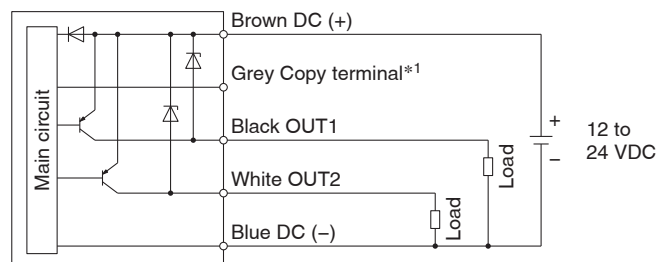 Brown DC (+)
Grey Copy terminal*1
Main circuit
Black OUT1
+
12 to
24 VDC
−
Load
White OUT2
Load
Blue DC (−)